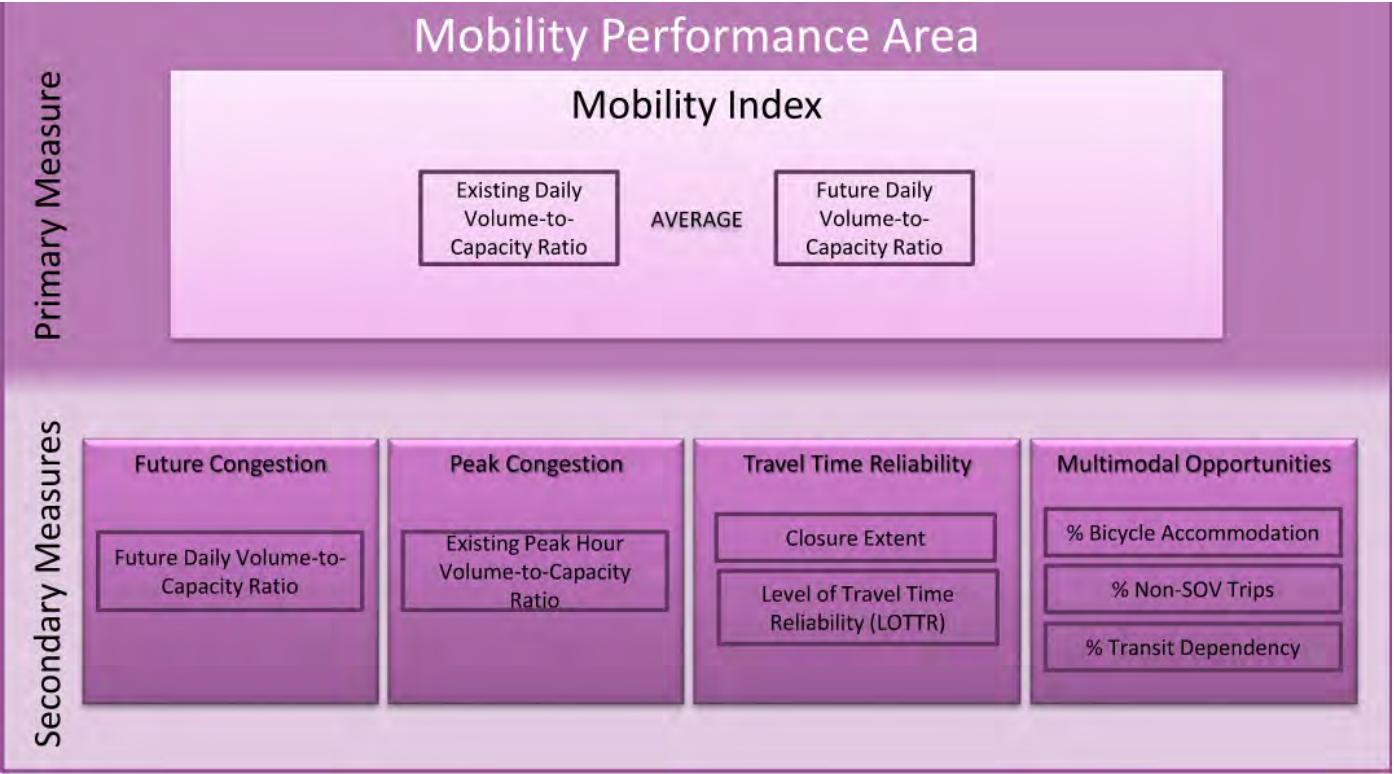 Mobility Performance Area
Primary Measure
Mobility Index
Existing Daily
Volume-to-
Capacity Ratio
AVERAGE
Future Daily
Volume-to-
Capacity Ratio
Secondary Measures
Future Congestion
Future Daily Volume-to-
Capacity Ratio
Peak Congestion
Existing Peak Hour
Volume-to-Capacity
Ratio
Travel Time Reliability
Closure Extent
Level of Travel Time
Reliability (LOTTR)
Multimodal Opportunities
% Bicycle Accommodation
% Non-SOV Trips
% Transit Dependency